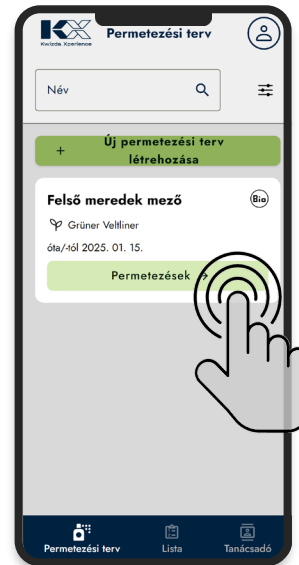 KX
Kwizda Xperience
Permetezési terv
Név
+ Új permetezési terv
létrehozása
Felső meredek mező
Bio
Grüner Veltliner
óta/-tól 2025. 01. 15.
Permetezések →
Permetezési terv
Lista
Tanácsadó